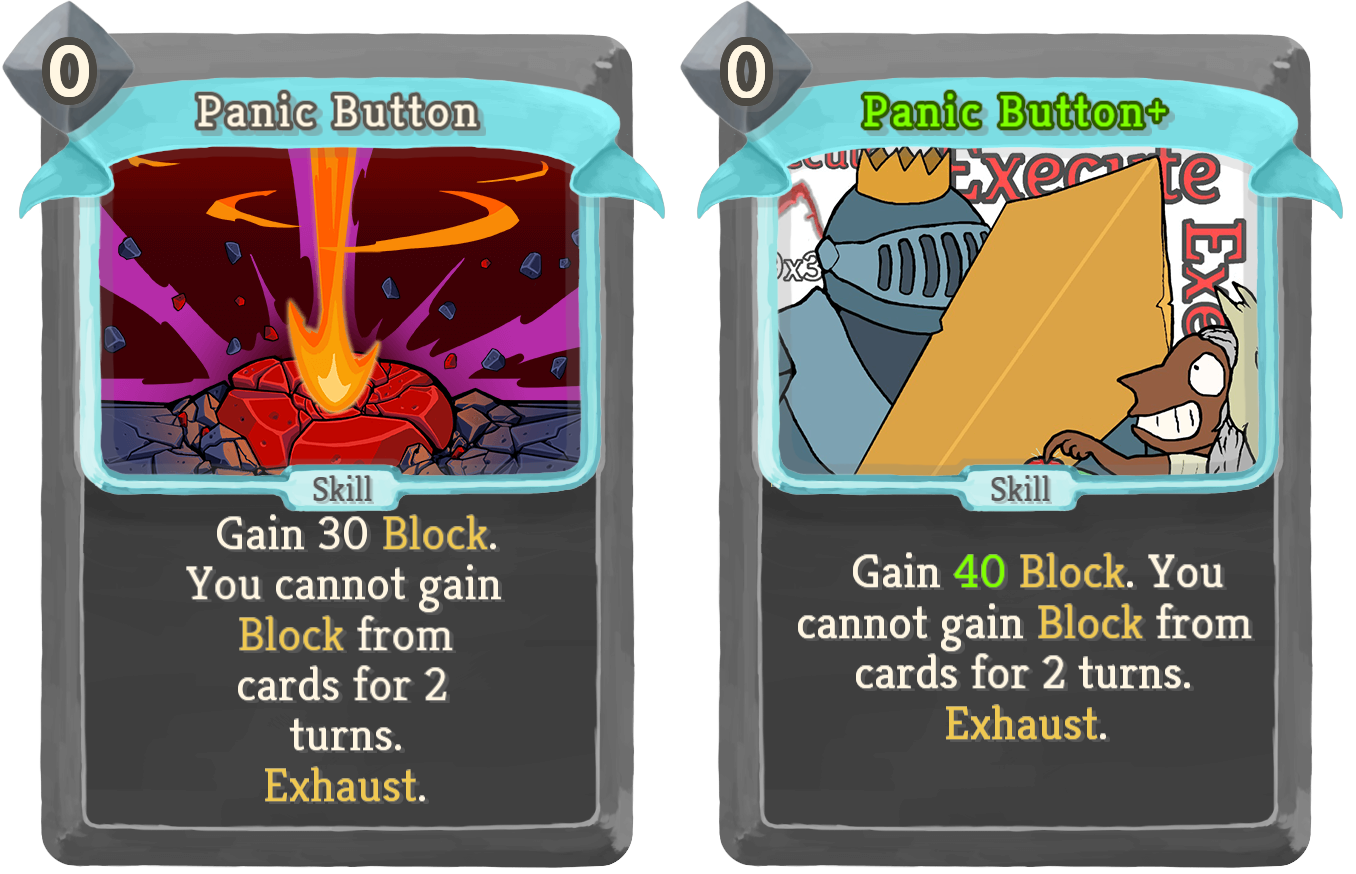 0
Panic Button
Skill
Gain 30 Block.
You cannot gain
Block from
cards for 2
turns.
Exhaust.
0
Panic Button+
Execute
Exe
Skill
Gain 40 Block. You
cannot gain Block from
cards for 2 turns.
Exhaust.